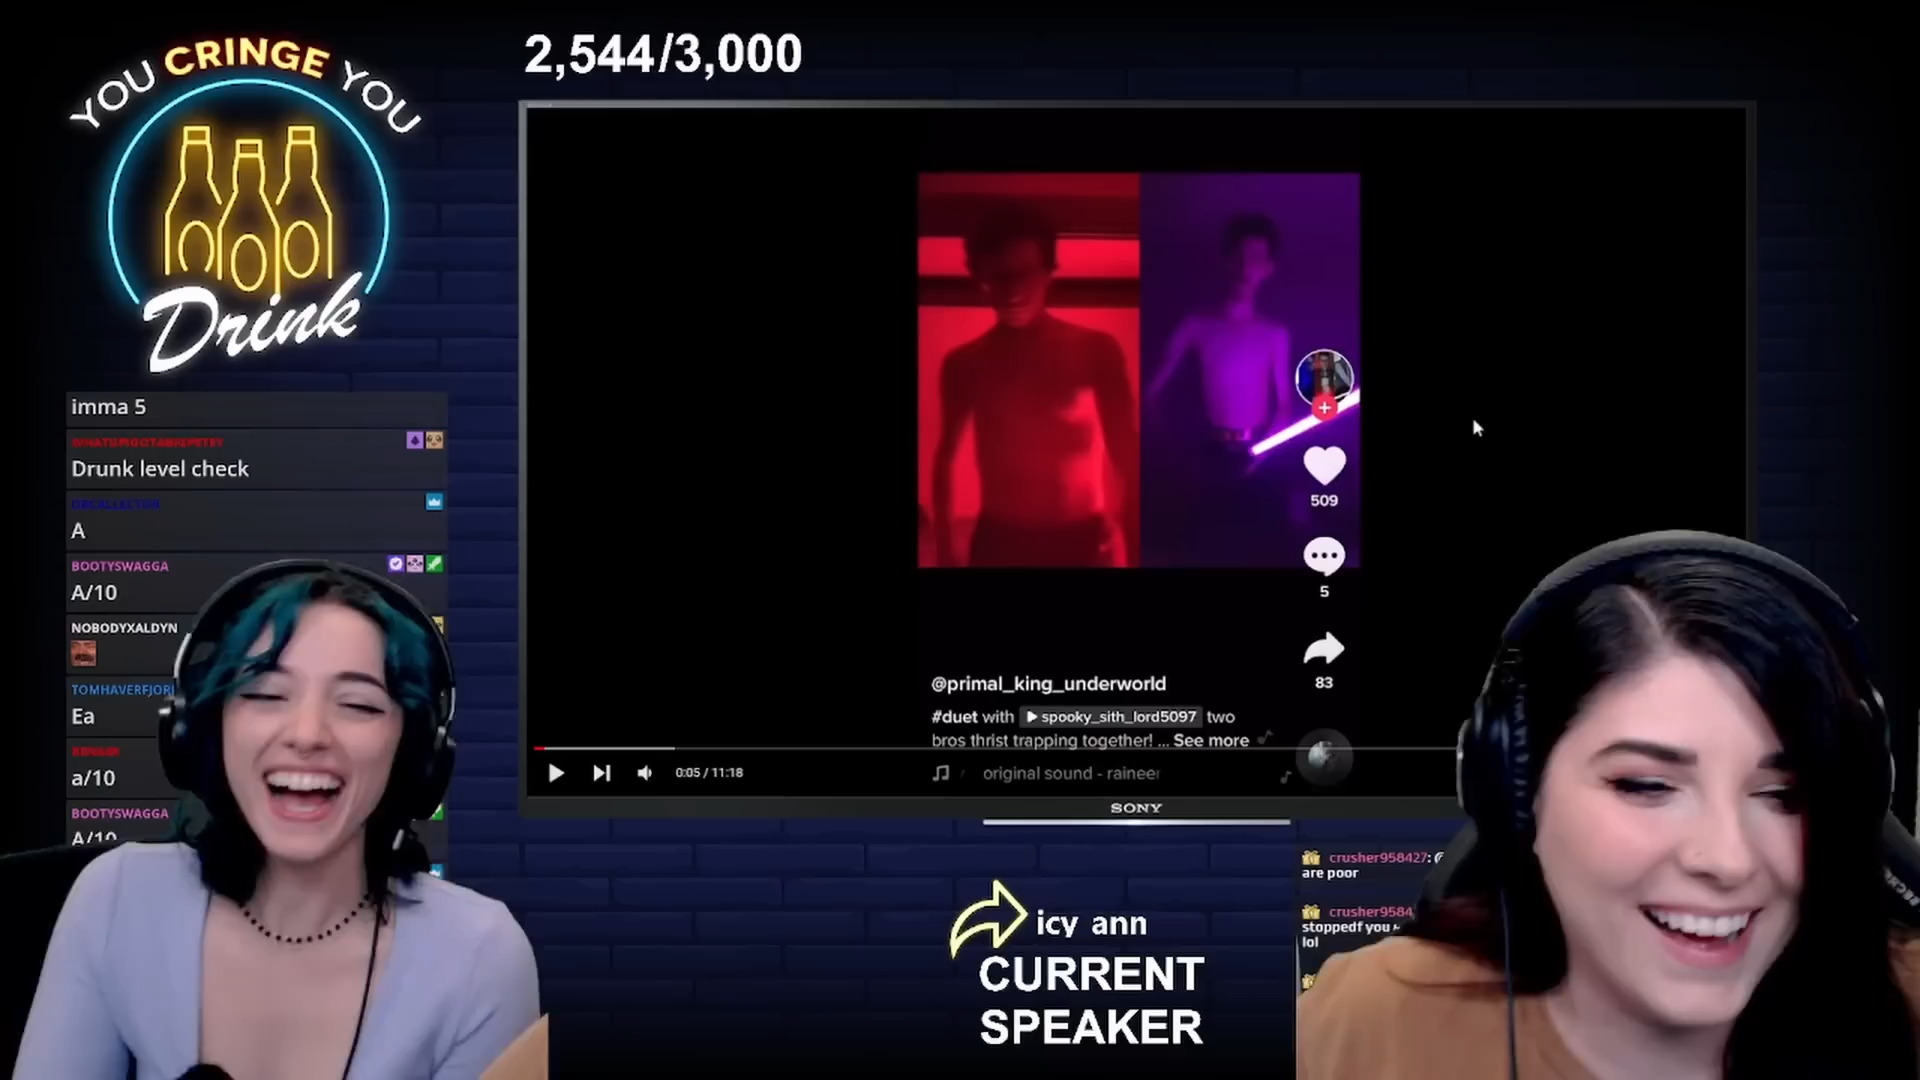 YOU CRINGE YOU
Drink
2,544/3,000
imma 5
Drunk level check
A
BOOTYSWAGGA
A/10
NOBODYXALDYN
Ea
a/10
BOOTYSWAGGA
A/10
509
5
83
@primal_king_underworld
#duet with spooky_sith_lord5097 two
bros thrist trapping together! ... See more
original sound - raineer
0:05 / 11:18
SONY
icy ann
CURRENT
SPEAKER
crusher958427:
are poor
crusher9584
stoppedf you
lol